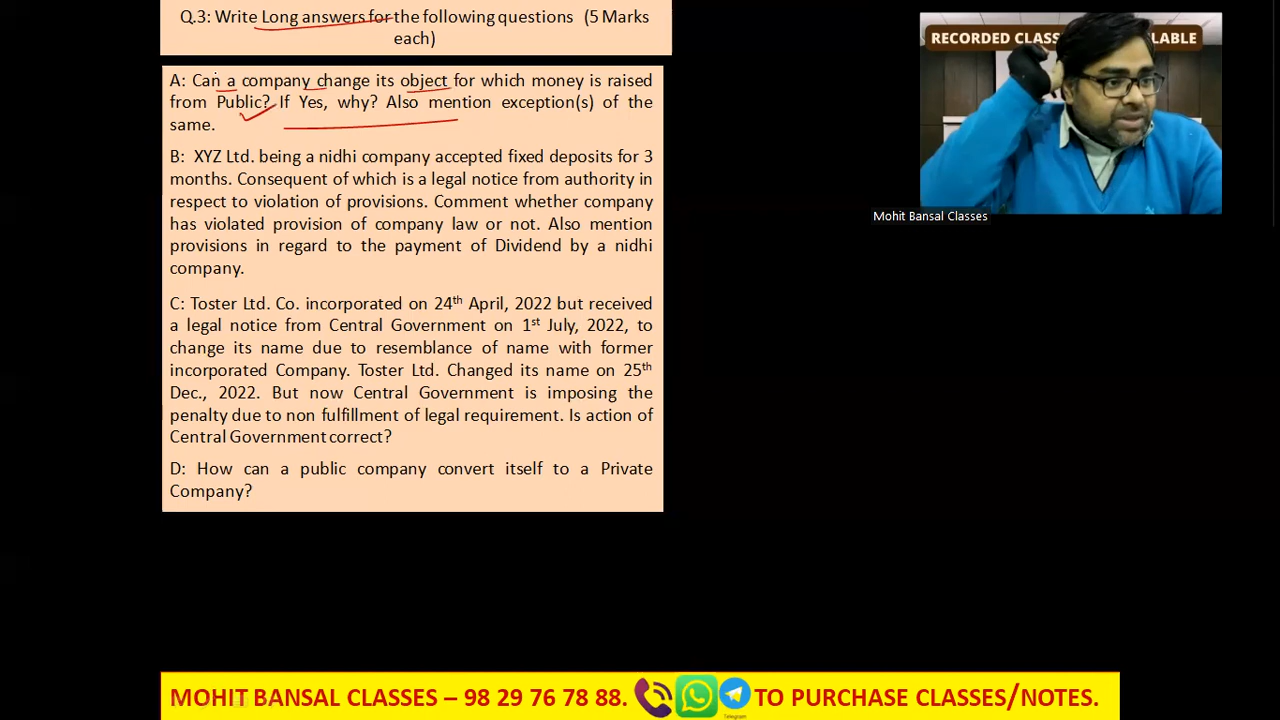 Q.3: Write Long answers for the following questions (5 Marks
each)
RECORDED CLASS LABLE
A: Can a company change its object for which money is raised
from Public? If Yes, why? Also mention exception(s) of the
same.
B: XYZ Ltd. being a nidhi company accepted fixed deposits for 3
months. Consequent of which is a legal notice from authority in
respect to violation of provisions. Comment whether company
has violated provision of company law or not. Also mention
provisions in regard to the payment of Dividend by a nidhi
company.
Mohit Bansal Classes
C: Toster Ltd. Co. incorporated on 24th April, 2022 but received
a legal notice from Central Government on 1st July, 2022, to
change its name due to resemblance of name with former
incorporated Company. Toster Ltd. Changed its name on 25th
Dec., 2022. But now Central Government is imposing the
penalty due to non fulfillment of legal requirement. Is action of
Central Government correct?
D: How can a public company convert itself to a Private
Company?
MOHIT BANSAL CLASSES – 98 29 76 78 88. TO PURCHASE CLASSES/NOTES.
Telegram